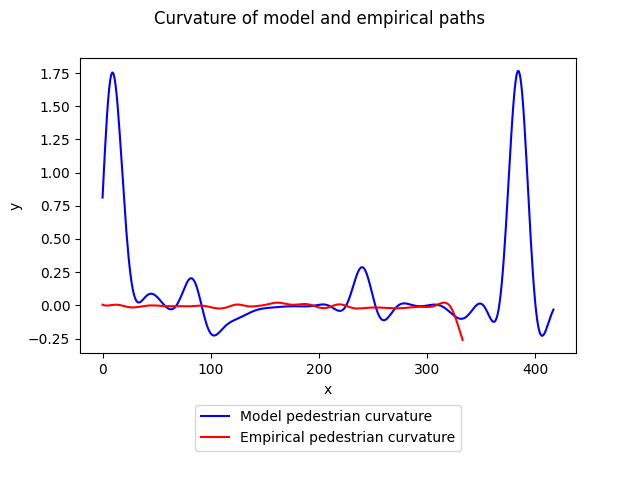 Curvature of model and empirical paths
1.75
1.50
1.25
1.00
0.75
0.50
0.25
0.00
−0.25
y
0 100 200 300 400
x
Model pedestrian curvature
Empirical pedestrian curvature